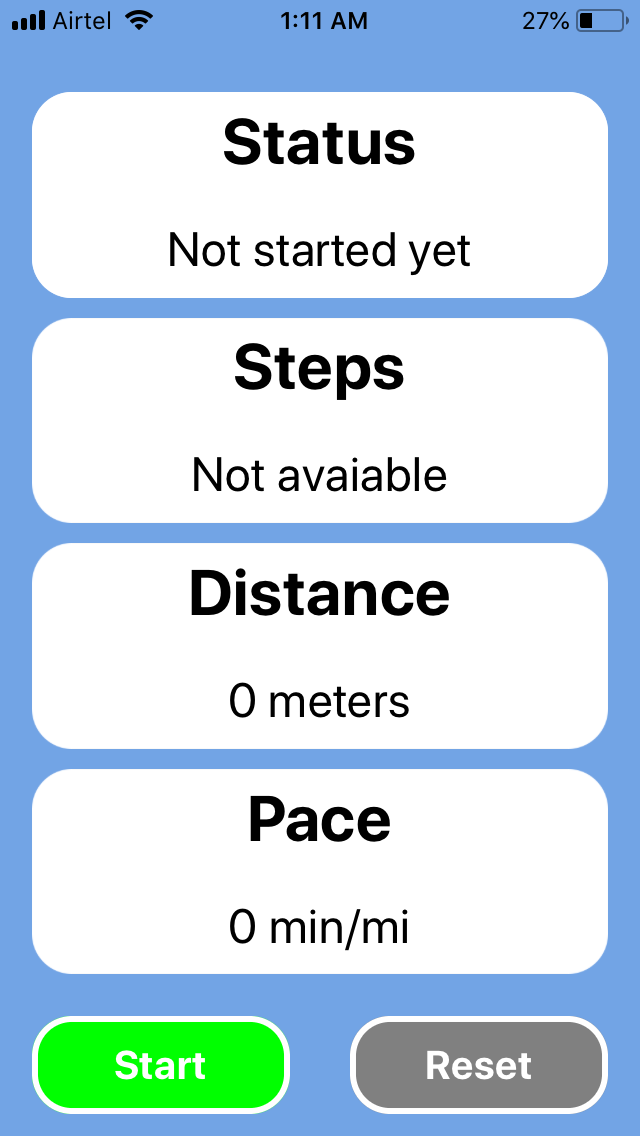 Airtel 1:11 AM 27%
Status
Not started yet
Steps
Not avaiable
Distance
0 meters
Pace
0 min/mi
Start Reset